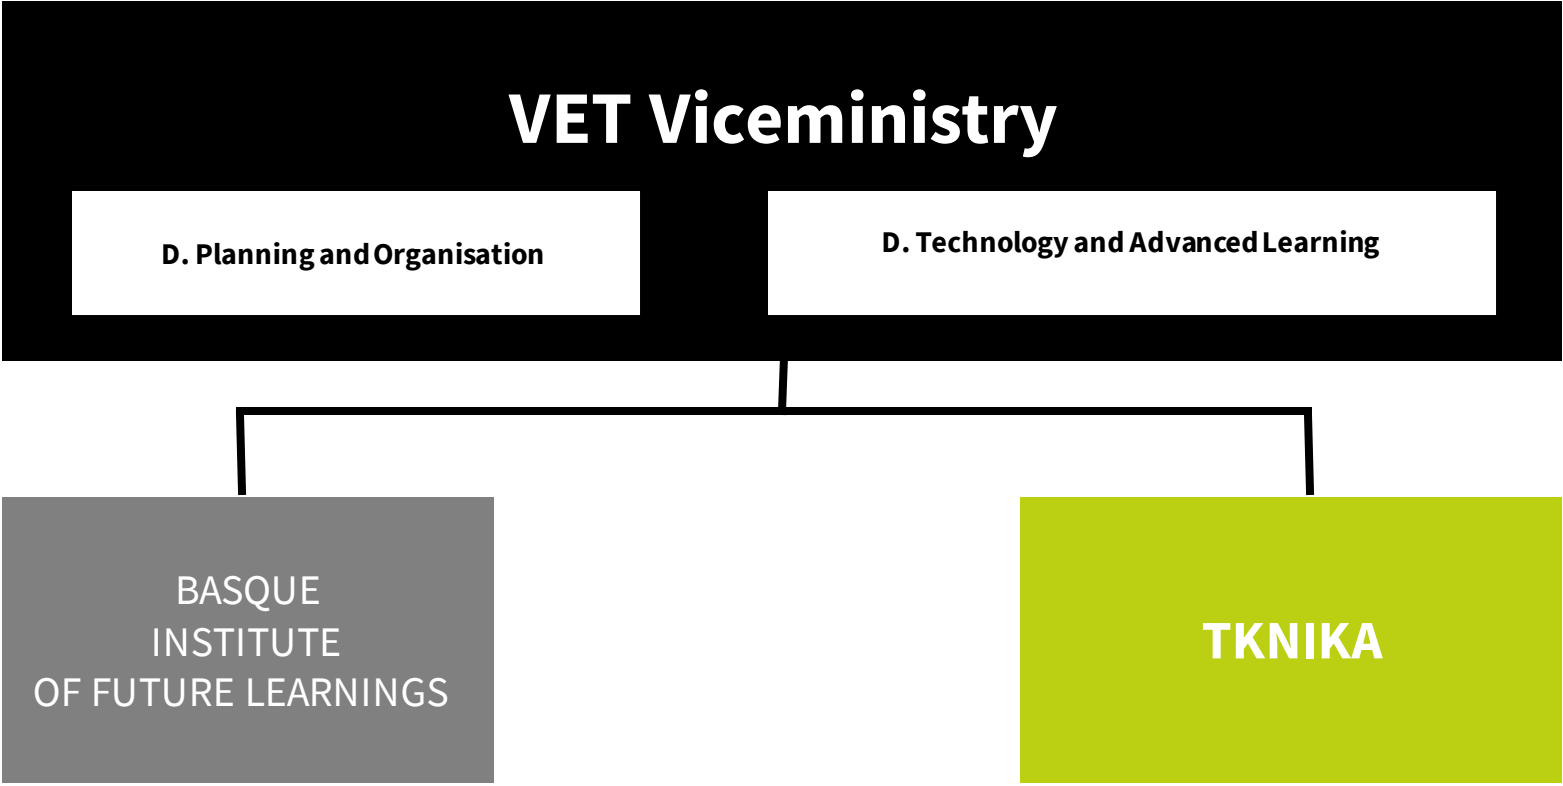 VET Viceministry
D. Planning and Organisation
D. Technology and Advanced Learning
BASQUE
INSTITUTE
OF FUTURE LEARNINGS
TKNIKA